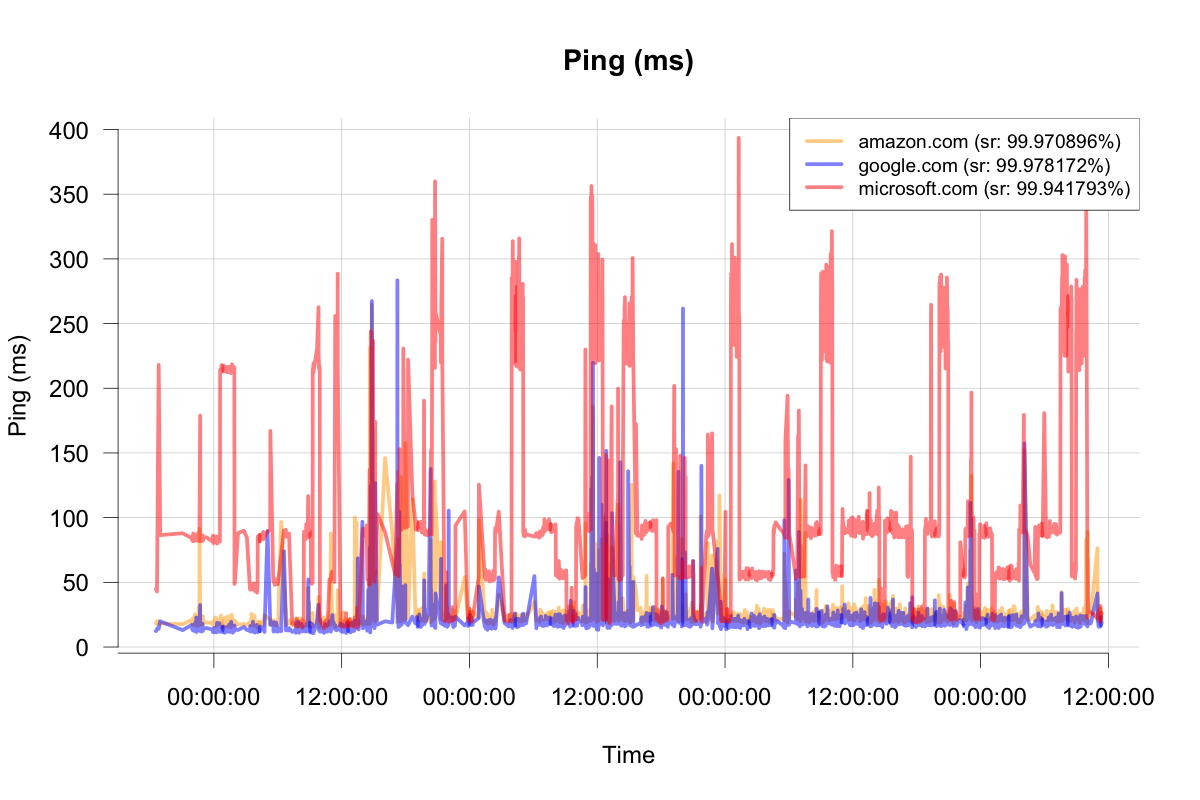 Ping (ms)
amazon.com (sr: 99.970896%)
google.com (sr: 99.978172%)
microsoft.com (sr: 99.941793%)
Ping (ms)
400
350
300
250
200
150
100
50
0
00:00:00 12:00:00 00:00:00 12:00:00 00:00:00 12:00:00 00:00:00 12:00:00
Time